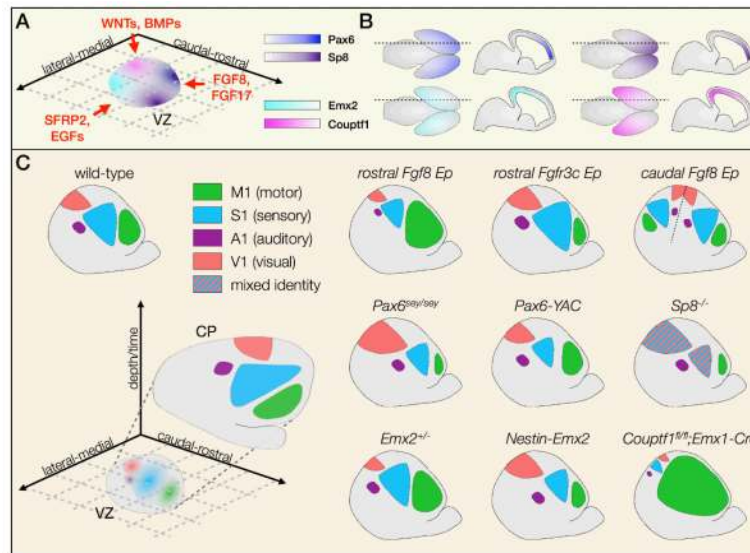 A
WNTs, BMPs
lateral-medial
caudal-rostral
FGF8,
FGF17
SFRP2,
EGFs
VZ
Pax6
Sp8
Emx2
Couptf1
B
C
wild-type
M1 (motor)
S1 (sensory)
A1 (auditory)
V1 (visual)
mixed identity
rostral Fgf8 Ep
rostral Fgfr3c Ep
caudal Fgf8 Ep
Pax6sey/sey
Pax6-YAC
Sp8-/-
Emx2+/-
Nestin-Emx2
Couptf1fl/fl;Emx1-Cr
depth/time
CP
lateral-medial
caudal-rostral
VZ